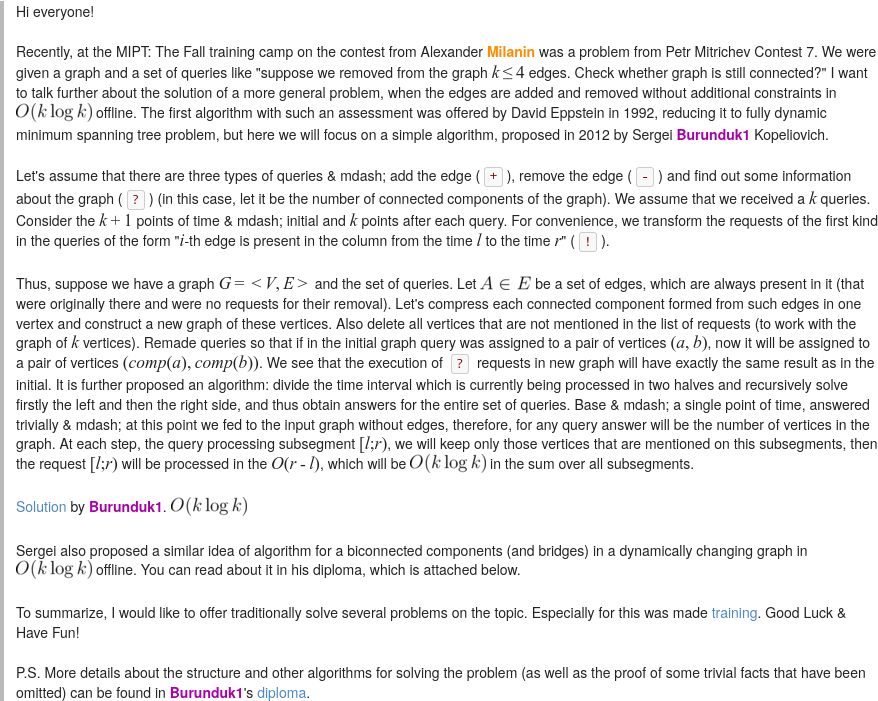 Hi everyone!
Recently, at the MIPT: The Fall training camp on the contest from Alexander Milanin was a problem from Petr Mitrichev Contest 7. We were
given a graph and a set of queries like "suppose we removed from the graph k ≤ 4 edges. Check whether graph is still connected?" I want
to talk further about the solution of a more general problem, when the edges are added and removed without additional constraints in
O(k log k) offline. The first algorithm with such an assessment was offered by David Eppstein in 1992, reducing it to fully dynamic
minimum spanning tree problem, but here we will focus on a simple algorithm, proposed in 2012 by Sergei Burunduk1 Kopeliovich.
Let's assume that there are three types of queries & mdash; add the edge ( + ), remove the edge ( - ) and find out some information
about the graph ( ? ) (in this case, let it be the number of connected components of the graph). We assume that we received a k queries.
Consider the k + 1 points of time & mdash; initial and k points after each query. For convenience, we transform the requests of the first kind
in the queries of the form "i-th edge is present in the column from the time l to the time r" ( ! ).
Thus, suppose we have a graph G = < V, E > and the set of queries. Let A ∈ E be a set of edges, which are always present in it (that
were originally there and were no requests for their removal). Let's compress each connected component formed from such edges in one
vertex and construct a new graph of these vertices. Also delete all vertices that are not mentioned in the list of requests (to work with the
graph of k vertices). Remade queries so that if in the initial graph query was assigned to a pair of vertices (a, b), now it will be assigned to
a pair of vertices (comp(a), comp(b)). We see that the execution of ? requests in new graph will have exactly the same result as in the
initial. It is further proposed an algorithm: divide the time interval which is currently being processed in two halves and recursively solve
firstly the left and then the right side, and thus obtain answers for the entire set of queries. Base & mdash; a single point of time, answered
trivially & mdash; at this point we fed to the input graph without edges, therefore, for any query answer will be the number of vertices in the
graph. At each step, the query processing subsegment [l;r), we will keep only those vertices that are mentioned on this subsegments, then
the request [l;r) will be processed in the O(r - l), which will be O(k log k) in the sum over all subsegments.
Solution by Burunduk1. O(k log k)
Sergei also proposed a similar idea of algorithm for a biconnected components (and bridges) in a dynamically changing graph in
O(k log k) offline. You can read about it in his diploma, which is attached below.
To summarize, I would like to offer traditionally solve several problems on the topic. Especially for this was made training. Good Luck &
Have Fun!
P.S. More details about the structure and other algorithms for solving the problem (as well as the proof of some trivial facts that have been
omitted) can be found in Burunduk1's diploma.